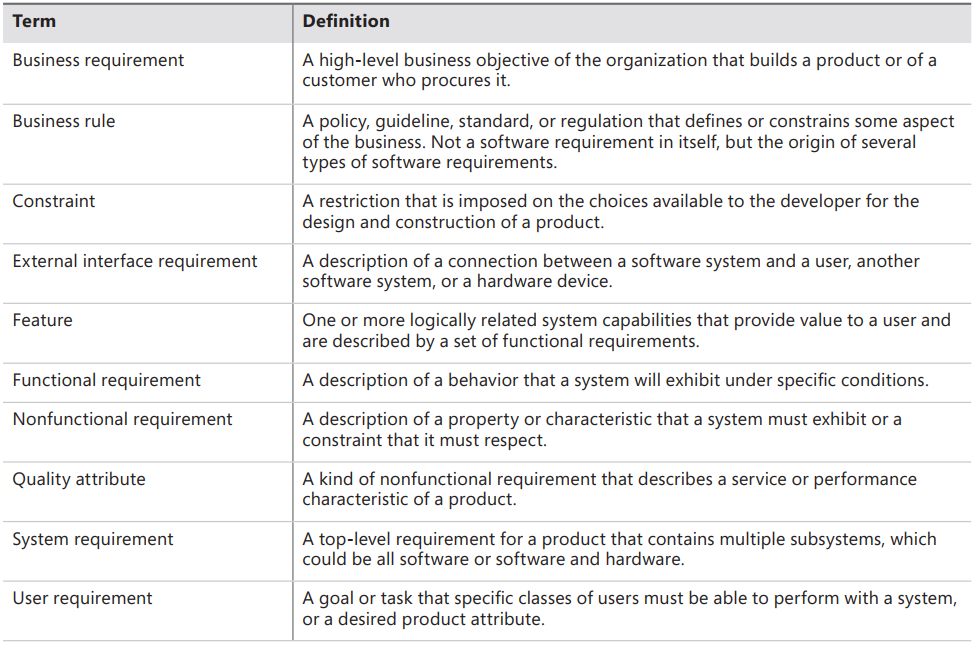 Term Definition
Business requirement A high-level business objective of the organization that builds a product or of a
customer who procures it.
Business rule A policy, guideline, standard, or regulation that defines or constrains some aspect
of the business. Not a software requirement in itself, but the origin of several
types of software requirements.
Constraint A restriction that is imposed on the choices available to the developer for the
design and construction of a product.
External interface requirement A description of a connection between a software system and a user, another
software system, or a hardware device.
Feature One or more logically related system capabilities that provide value to a user and
are described by a set of functional requirements.
Functional requirement A description of a behavior that a system will exhibit under specific conditions.
Nonfunctional requirement A description of a property or characteristic that a system must exhibit or a
constraint that it must respect.
Quality attribute A kind of nonfunctional requirement that describes a service or performance
characteristic of a product.
System requirement A top-level requirement for a product that contains multiple subsystems, which
could be all software or software and hardware.
User requirement A goal or task that specific classes of users must be able to perform with a system,
or a desired product attribute.